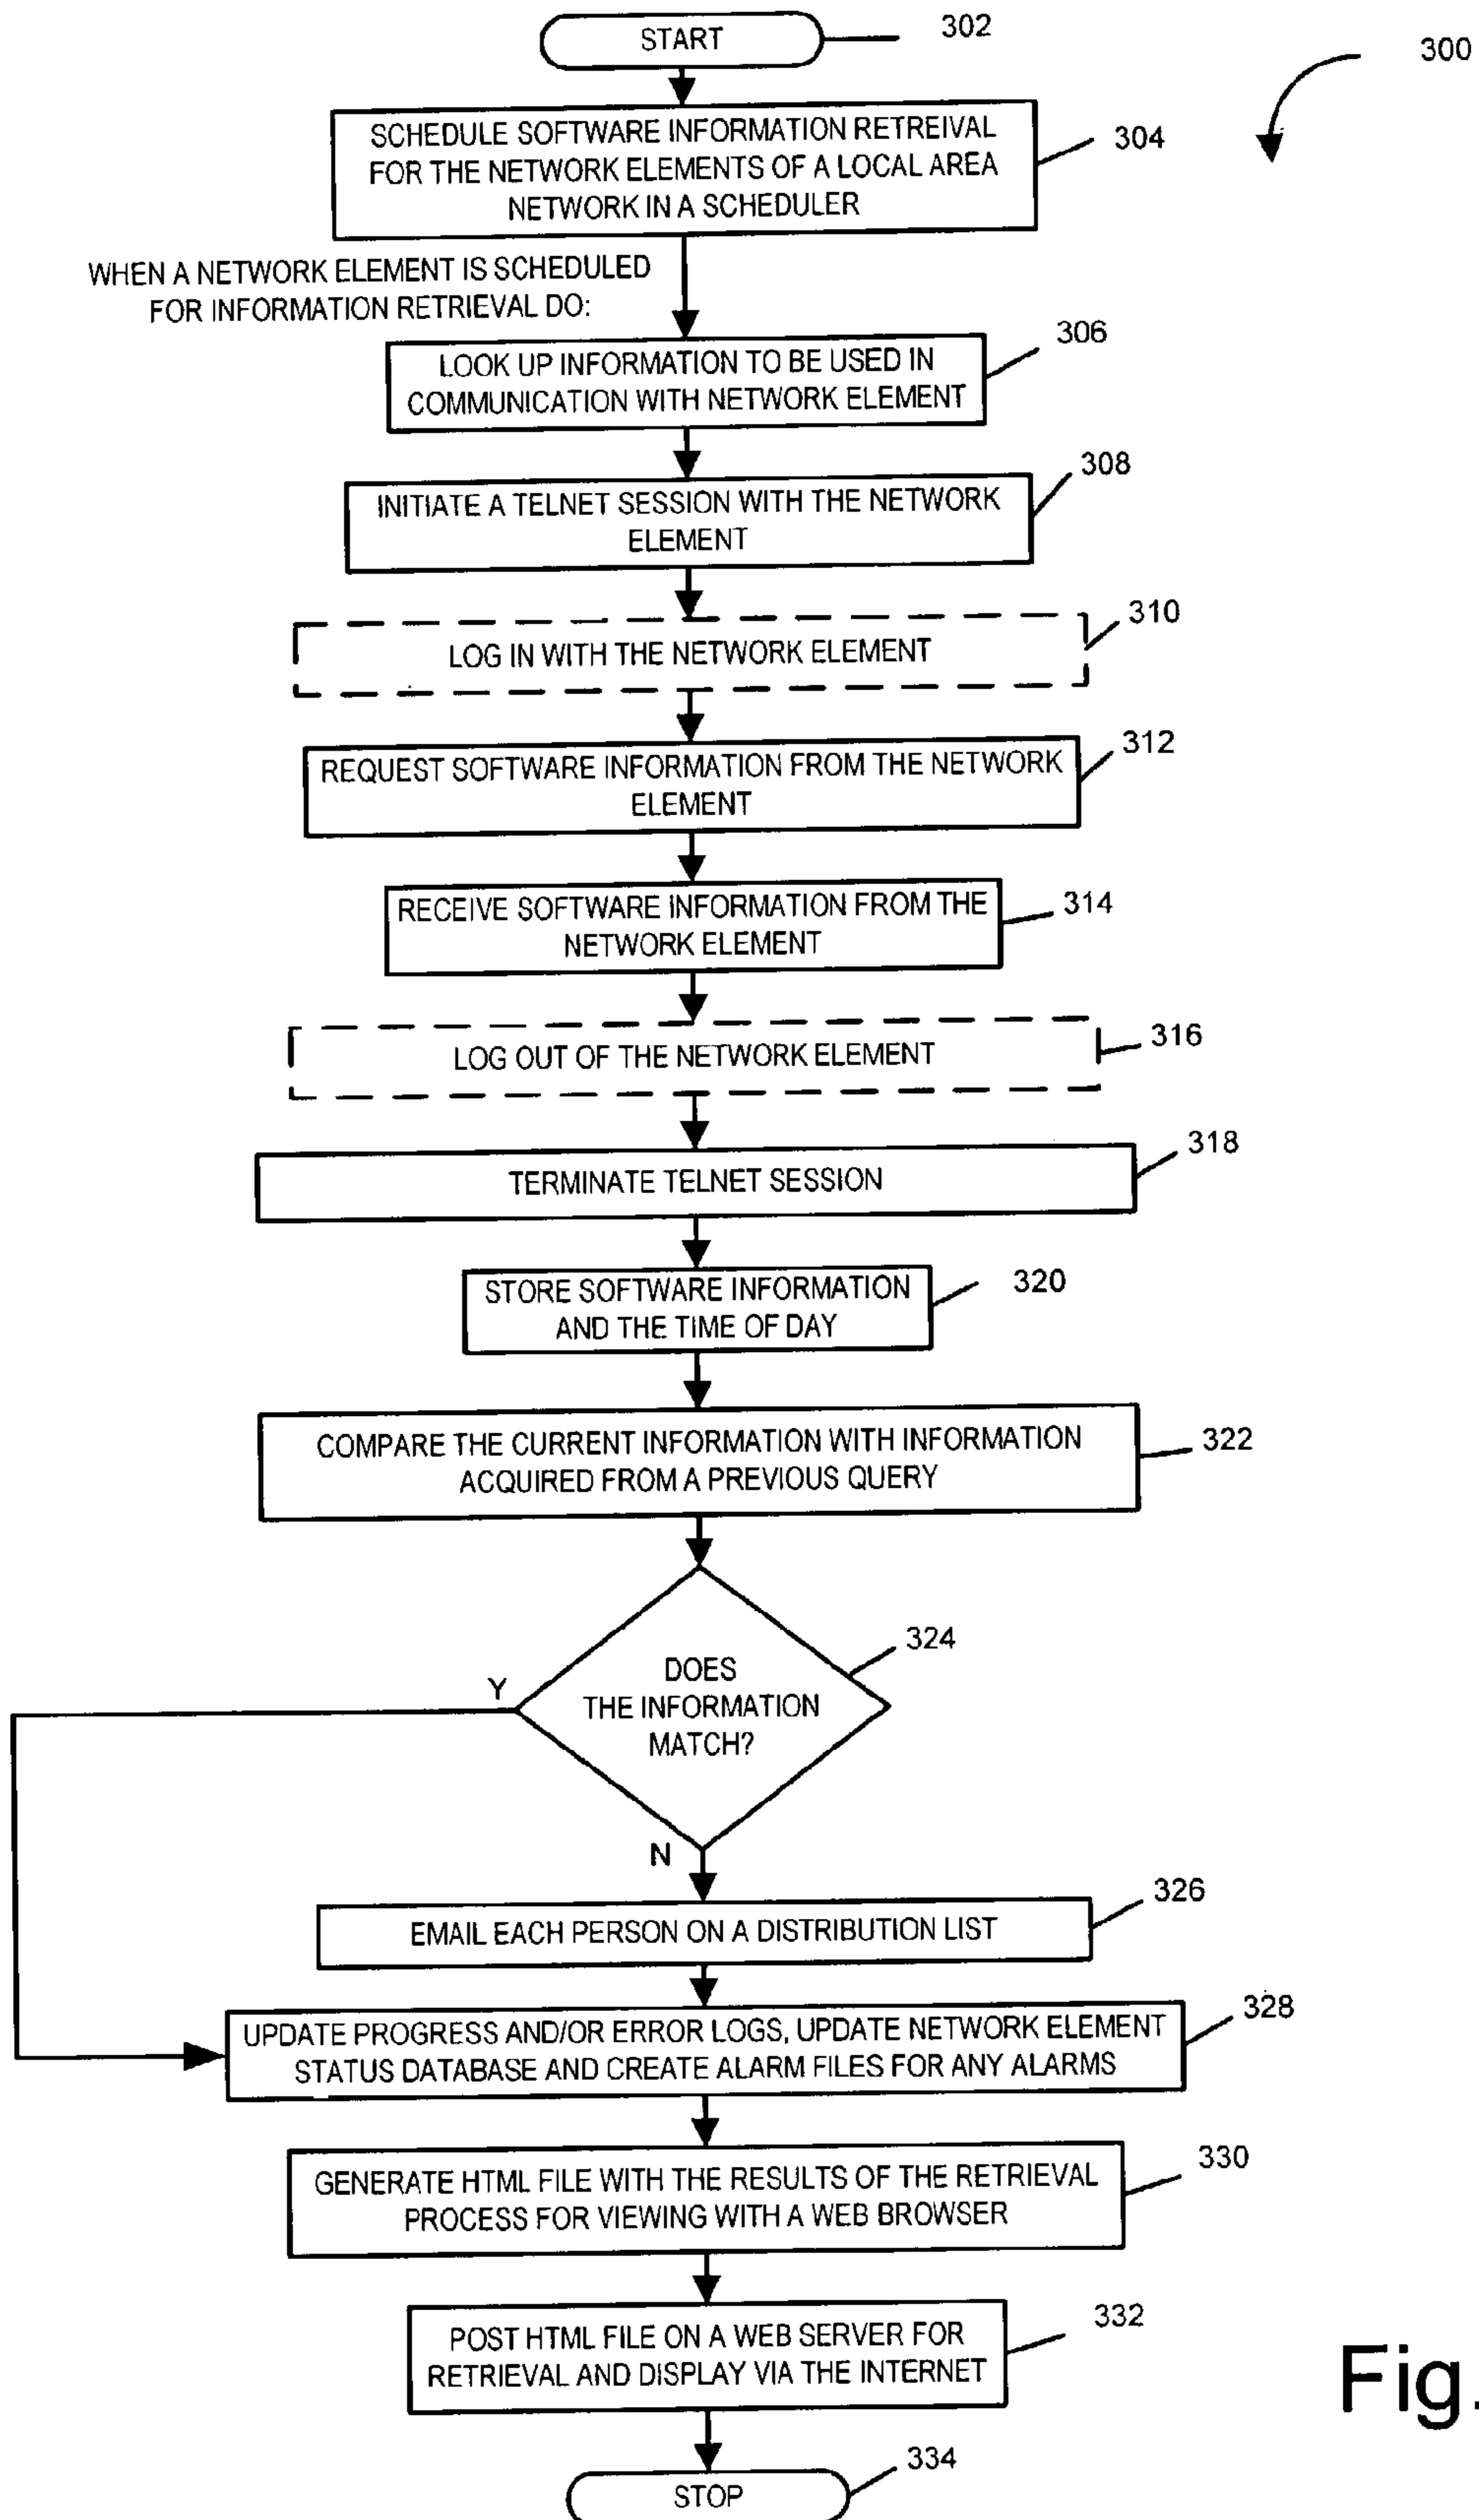 START
302
300
SCHEDULE SOFTWARE INFORMATION RETREIVAL
FOR THE NETWORK ELEMENTS OF A LOCAL AREA
NETWORK IN A SCHEDULER
304
WHEN A NETWORK ELEMENT IS SCHEDULED
FOR INFORMATION RETRIEVAL DO:
306
LOOK UP INFORMATION TO BE USED IN
COMMUNICATION WITH NETWORK ELEMENT
308
INITIATE A TELNET SESSION WITH THE NETWORK
ELEMENT
310
LOG IN WITH THE NETWORK ELEMENT
312
REQUEST SOFTWARE INFORMATION FROM THE NETWORK
ELEMENT
314
RECEIVE SOFTWARE INFORMATION FROM THE
NETWORK ELEMENT
316
LOG OUT OF THE NETWORK ELEMENT
318
TERMINATE TELNET SESSION
320
STORE SOFTWARE INFORMATION
AND THE TIME OF DAY
322
COMPARE THE CURRENT INFORMATION WITH INFORMATION
ACQUIRED FROM A PREVIOUS QUERY
324
DOES
THE INFORMATION
MATCH?
Y
N
326
EMAIL EACH PERSON ON A DISTRIBUTION LIST
328
UPDATE PROGRESS AND/OR ERROR LOGS, UPDATE NETWORK ELEMENT
STATUS DATABASE AND CREATE ALARM FILES FOR ANY ALARMS
330
GENERATE HTML FILE WITH THE RESULTS OF THE RETRIEVAL
PROCESS FOR VIEWING WITH A WEB BROWSER
332
POST HTML FILE ON A WEB SERVER FOR
RETRIEVAL AND DISPLAY VIA THE INTERNET
Fig.
334
STOP